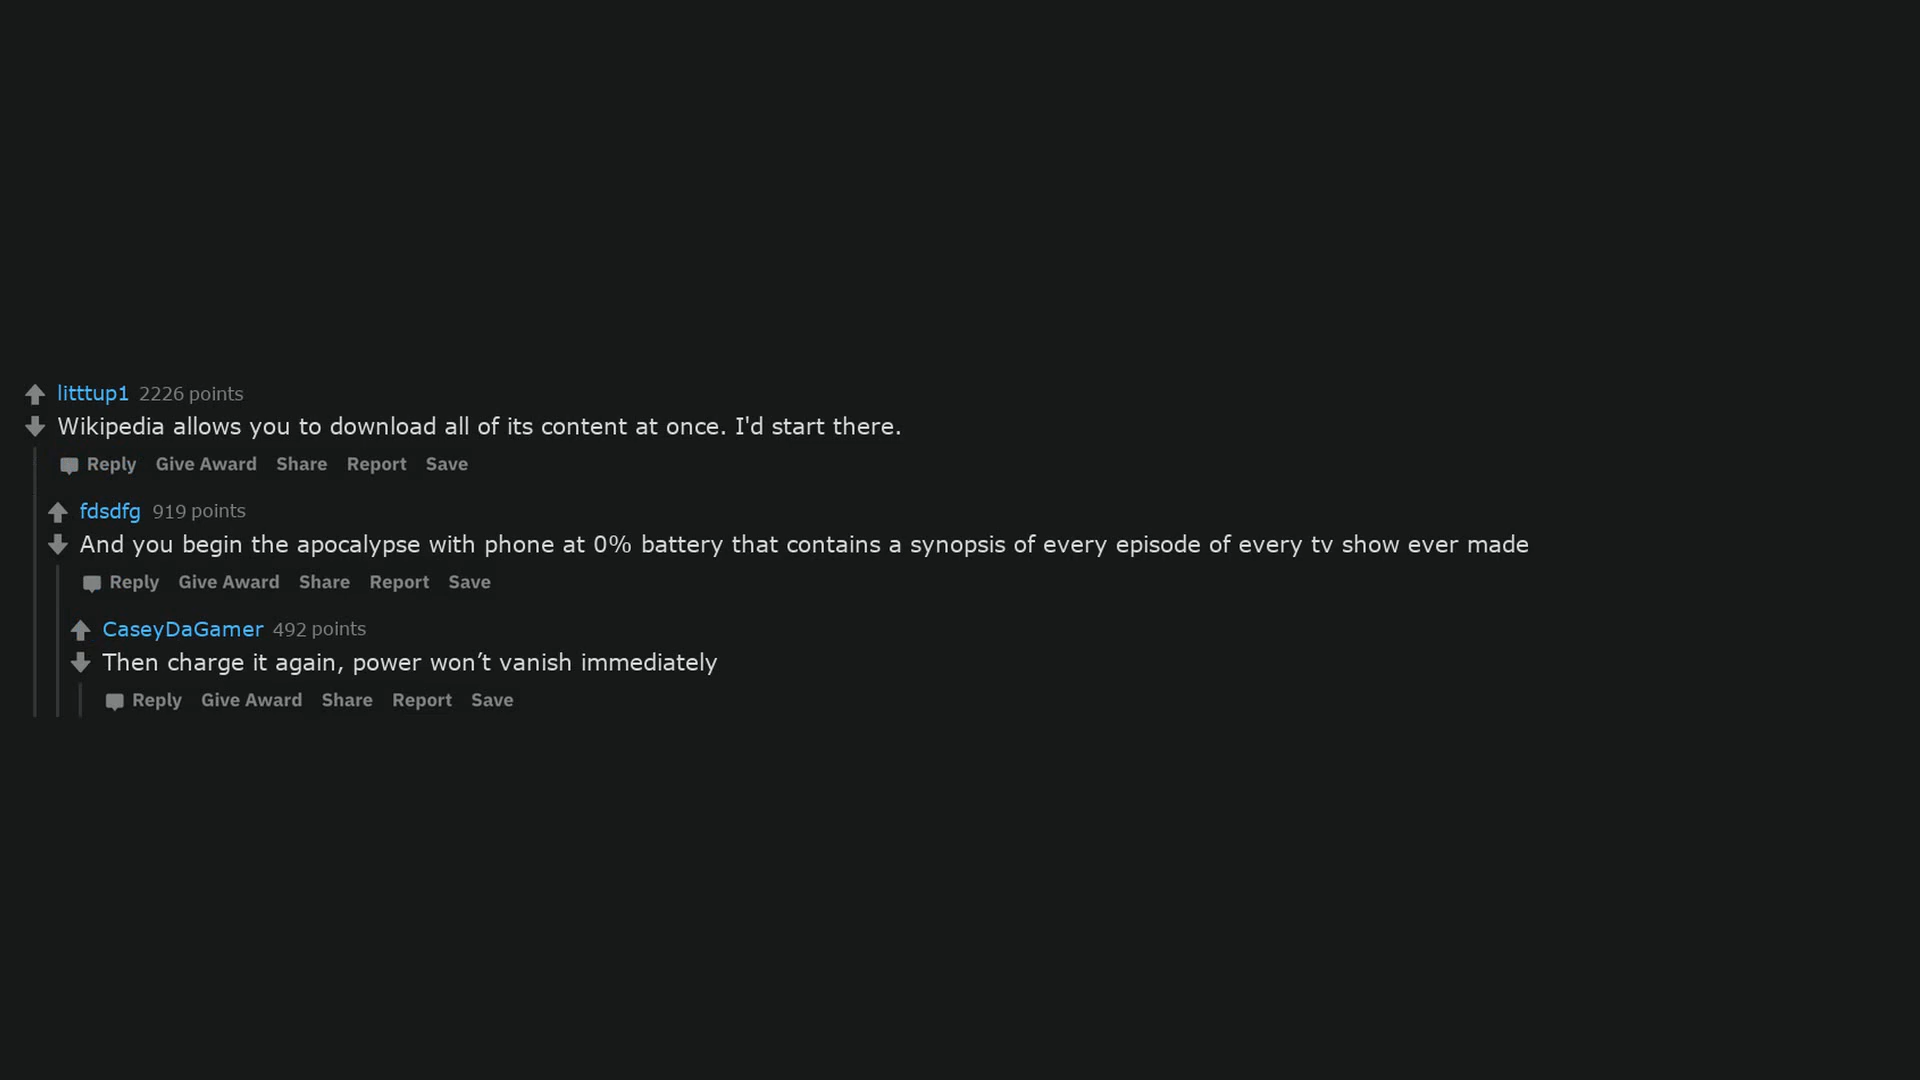 litttup1 2226 points
Wikipedia allows you to download all of its content at once. I'd start there.
Reply Give Award Share Report Save
fdsdfg 919 points
And you begin the apocalypse with phone at 0% battery that contains a synopsis of every episode of every tv show ever made
Reply Give Award Share Report Save
CaseyDaGamer 492 points
Then charge it again, power won’t vanish immediately
Reply Give Award Share Report Save